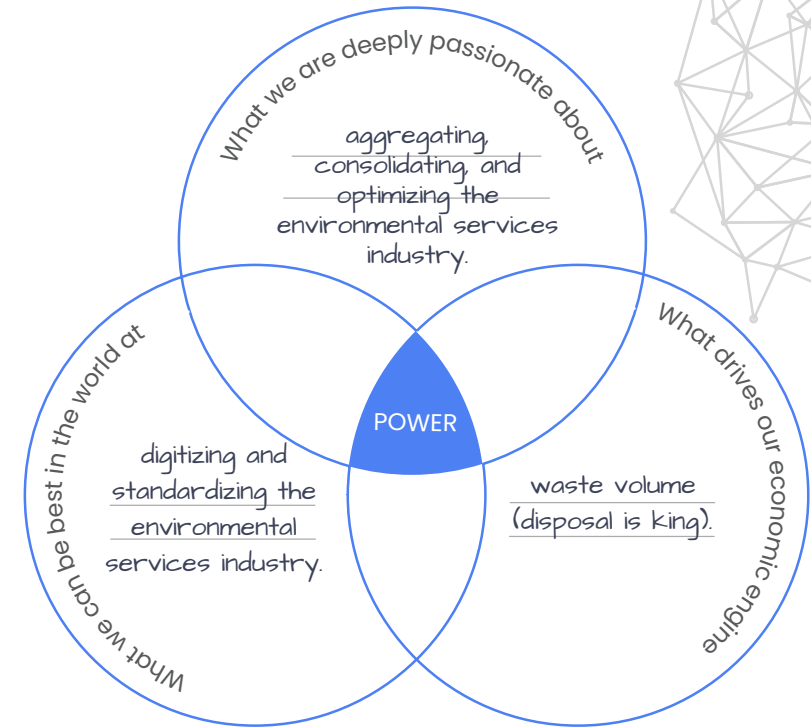 What we are deeply passionate about
aggregating,
consolidating, and
optimizing the
environmental services
industry.
What we can be best in the world at
digitizing and
standardizing the
environmental
services industry.
POWER
What drives our economic engine
waste volume
(disposal is king).